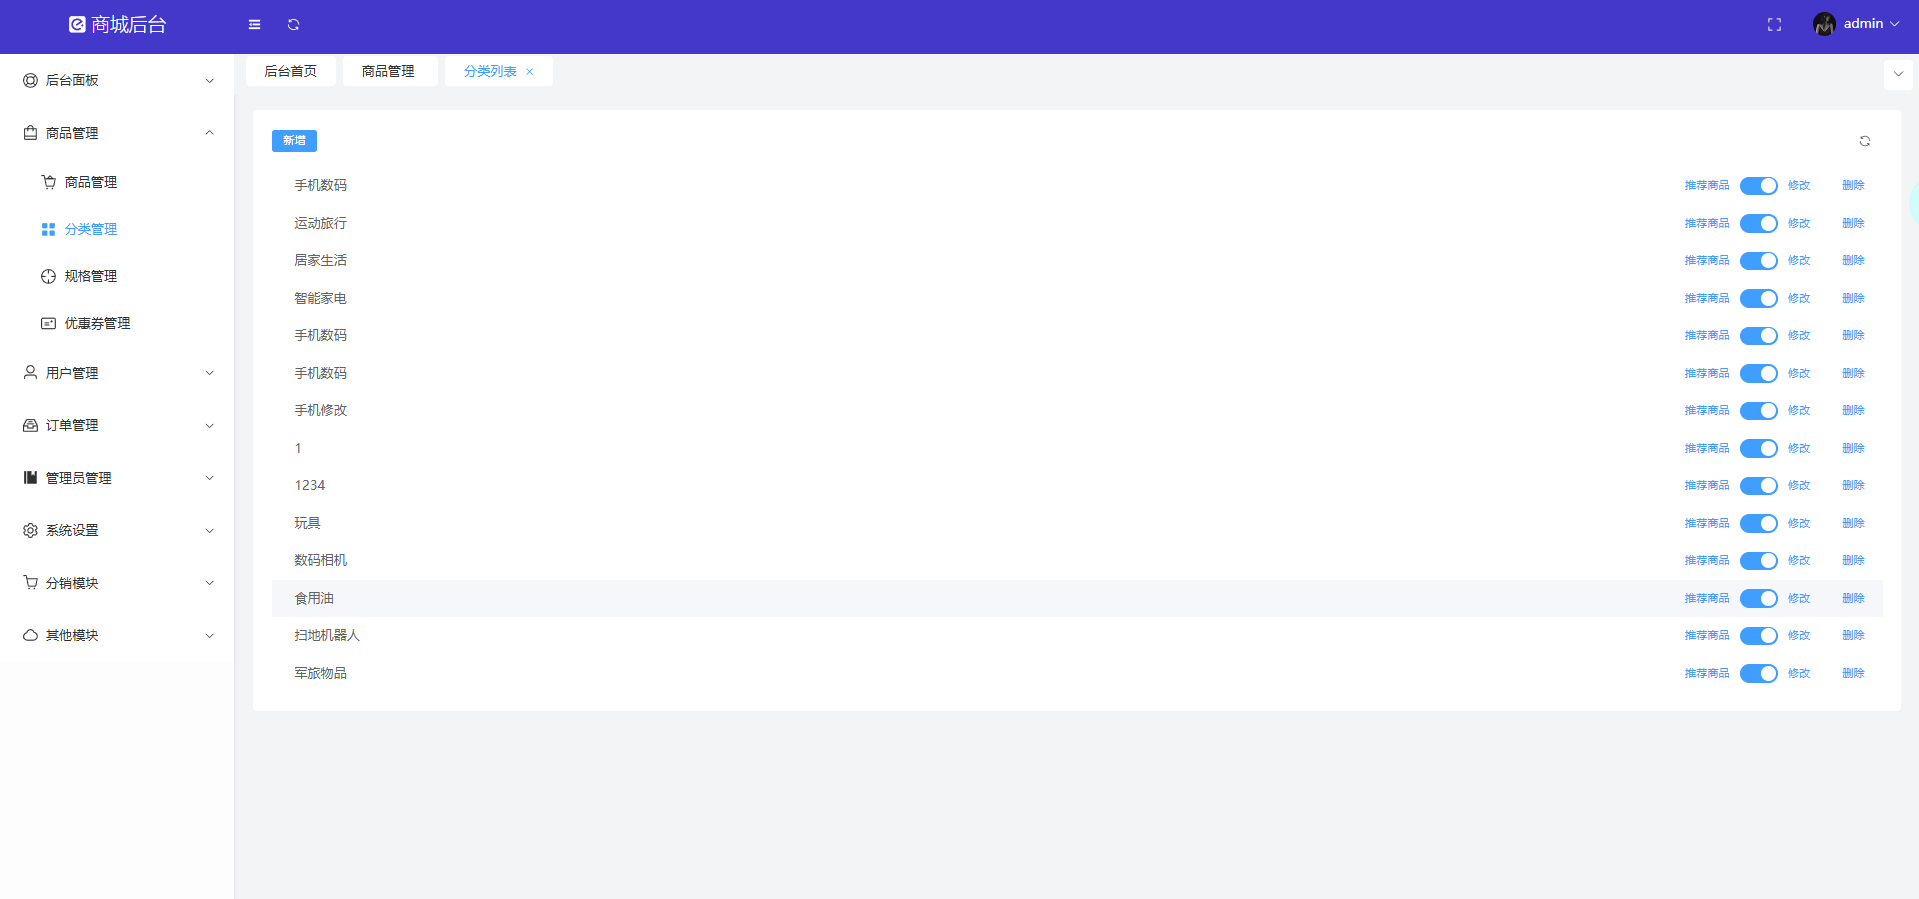 商城后台
admin
后台面板
商品管理
商品管理
分类管理
规格管理
优惠券管理
用户管理
订单管理
管理员管理
系统设置
分销模块
其他模块
后台首页 商品管理 分类列表
新增
手机数码 推荐商品 修改 删除
运动旅行 推荐商品 修改 删除
居家生活 推荐商品 修改 删除
智能家电 推荐商品 修改 删除
手机数码 推荐商品 修改 删除
手机数码 推荐商品 修改 删除
手机修改 推荐商品 修改 删除
1 推荐商品 修改 删除
1234 推荐商品 修改 删除
玩具 推荐商品 修改 删除
数码相机 推荐商品 修改 删除
食用油 推荐商品 修改 删除
扫地机器人 推荐商品 修改 删除
军旅物品 推荐商品 修改 删除